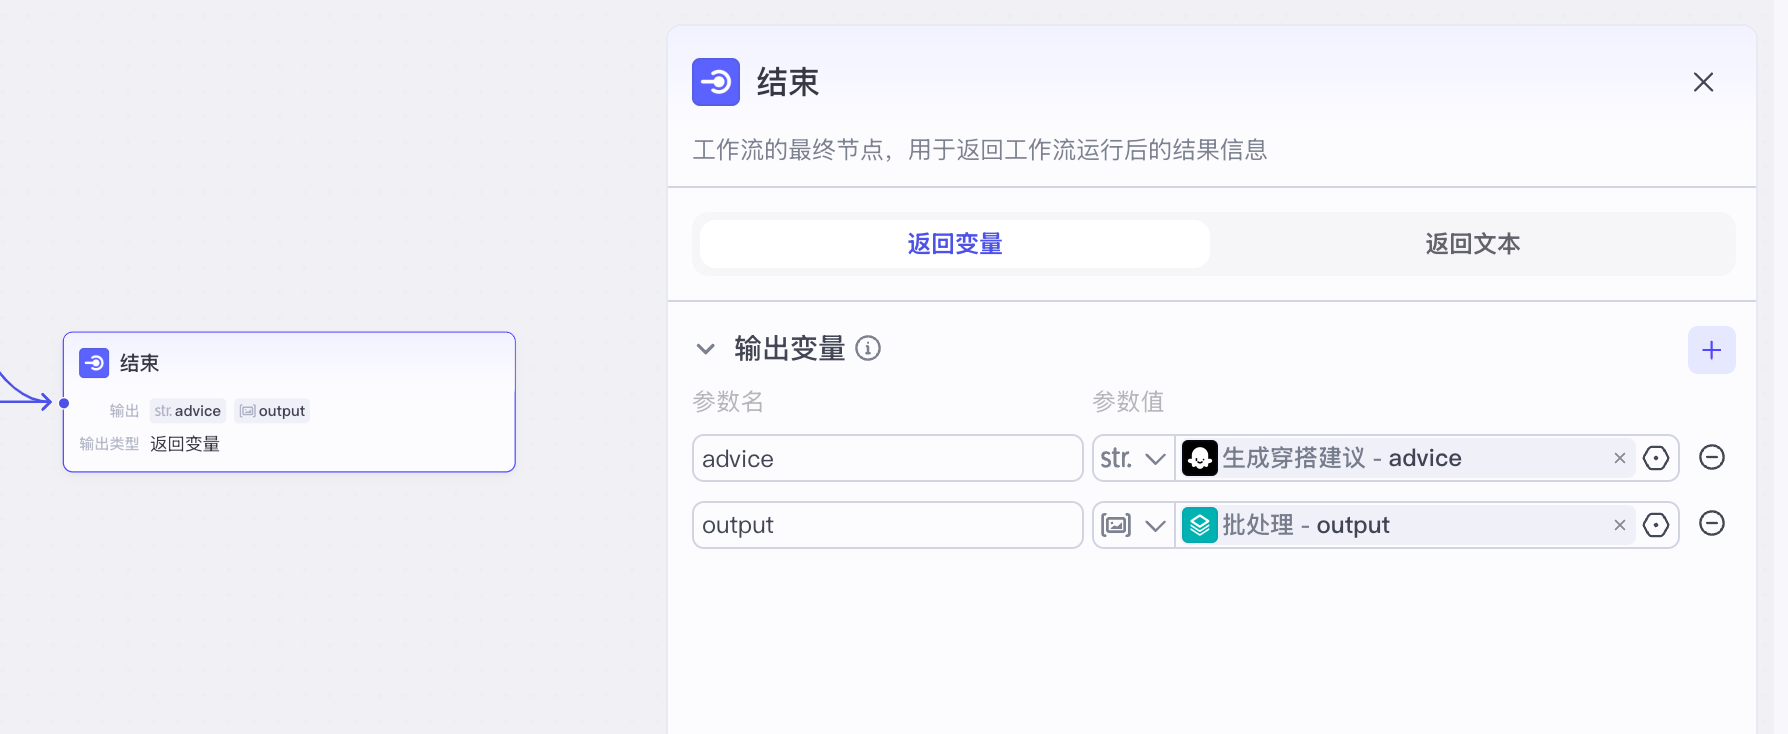 结束
输出 str. advice output
输出类型 返回变量
结束
工作流的最终节点，用于返回工作流运行后的结果信息
返回变量 返回文本
输出变量
参数名 参数值
advice str. 生成穿搭建议 - advice
output 批处理 - output